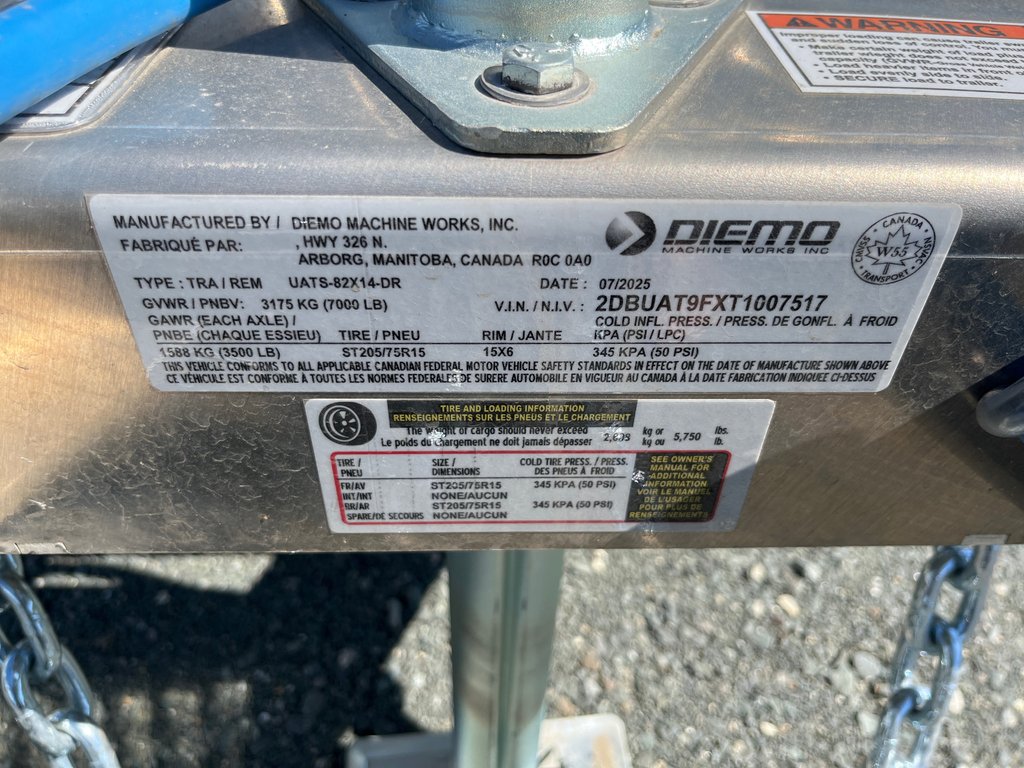 WARNING
MANUFACTURED BY / DIEMO MACHINE WORKS, INC.
FABRIQUÉ PAR: , HWY 326 N.
ARBORG, MANITOBA, CANADA R0C 0A0
DIEMO
MACHINE WORKS INC
CANADA
W55
TRANSPORT
TYPE : TRA / REM UATS-82X14-DR DATE : 07/2025
GVWR / PNBV: 3175 KG (7000 LB) V.I.N. / N.I.V. : 2DBUAT9FXT1007517
GAWR (EACH AXLE) / COLD INFL. PRESS. / PRESS. DE GONFL. À FROID
PNBE (CHAQUE ESSIEU) TIRE / PNEU RIM / JANTE KPA (PSI / LPC)
1588 KG (3500 LB) ST205/75R15 15X6 345 KPA (50 PSI)
THIS VEHICLE CONFORMS TO ALL APPLICABLE CANADIAN FEDERAL MOTOR VEHICLE SAFETY STANDARDS IN EFFECT ON THE DATE OF MANUFACTURE SHOWN ABOVE
CE VÉHICULE EST CONFORME À TOUTES LES NORMES FEDERALES DE SURERE AUTOMOBILE EN VIGUEUR AU CANADA À LA DATE FABRICATION INDIQUEE CI-DESSUS
TIRE AND LOADING INFORMATION
RENSEIGNEMENTS SUR LES PNEUS ET LE CHARGEMENT
The weight of cargo should never exceed kg or lbs.
Le poids du chargement ne doit jamais dépasser kg ou 5,750 lb.
TIRE / SIZE / COLD TIRE PRESS. / PRESS.
PNEU DIMENSIONS DES PNEUS À FROID
FR/AV ST205/75R15 345 KPA (50 PSI)
INT/INT NONE/AUCUN
RR/AR ST205/75R15 345 KPA (50 PSI)
SPARE/DE SECOURS NONE/AUCUN
SEE OWNER'S
MANUAL FOR
ADDITIONAL
INFORMATION
VOIR LE MANUEL
DE L'USAGER
POUR PLUS DE
RENSEIGNEMENTS